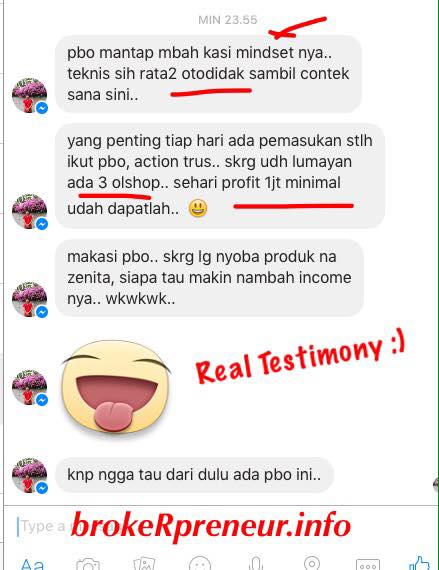 MIN 23.55
pbo mantap mbah kasi mindset nya..
teknis sih rata2 otodidak sambil contek
sana sini..
yang penting tiap hari ada pemasukan stlh
ikut pbo, action trus.. skrg udh lumayan
ada 3 olshop.. sehari profit 1jt minimal
udah dapatlah.. 😃
makasi pbo.. skrg lg nyoba produk na
zenita, siapa tau makin nambah income
nya.. wkwkwk..
Real Testimony :)
knp ngga tau dari dulu ada pbo ini..
Type a
brokeRpreneur.info
Aa